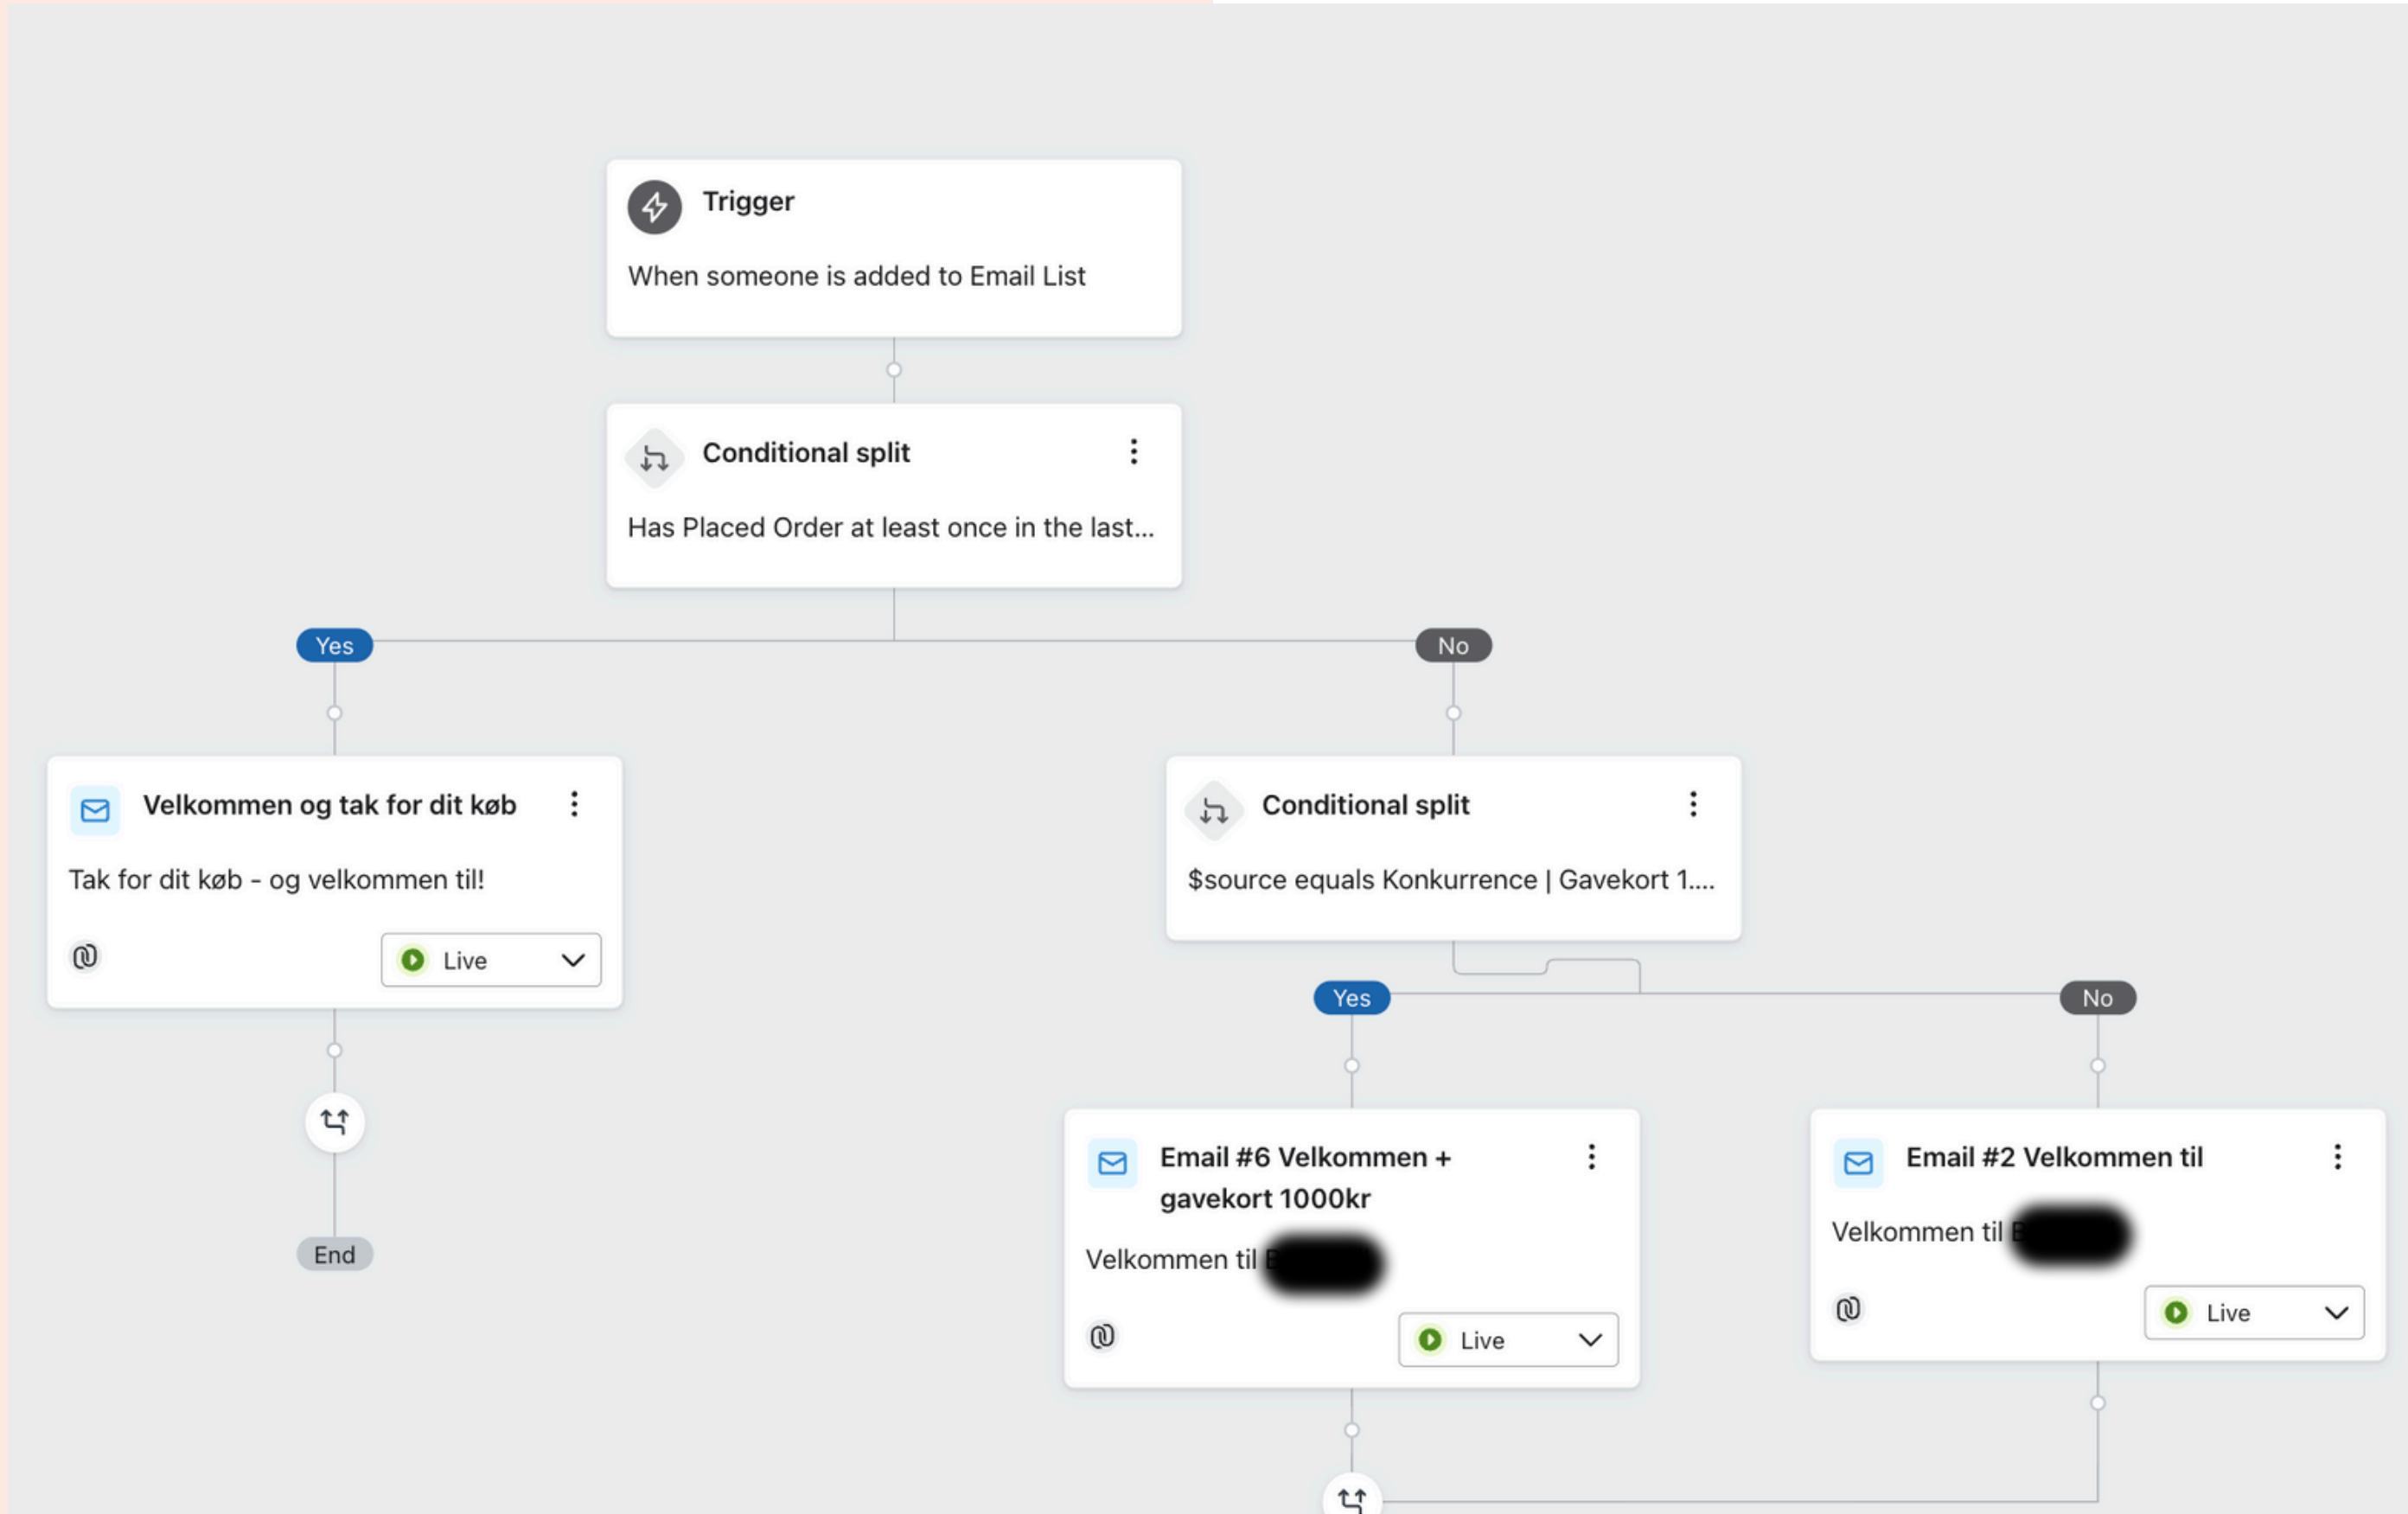 Trigger
When someone is added to Email List
Conditional split
Has Placed Order at least once in the last...
Yes
No
Velkommen og tak for dit køb
Tak for dit køb - og velkommen til!
Live
Conditional split
$source equals Konkurrence | Gavekort 1....
Yes
No
End
Email #6 Velkommen +
gavekort 1000kr
Velkommen til
Live
Email #2 Velkommen til
Velkommen til
Live